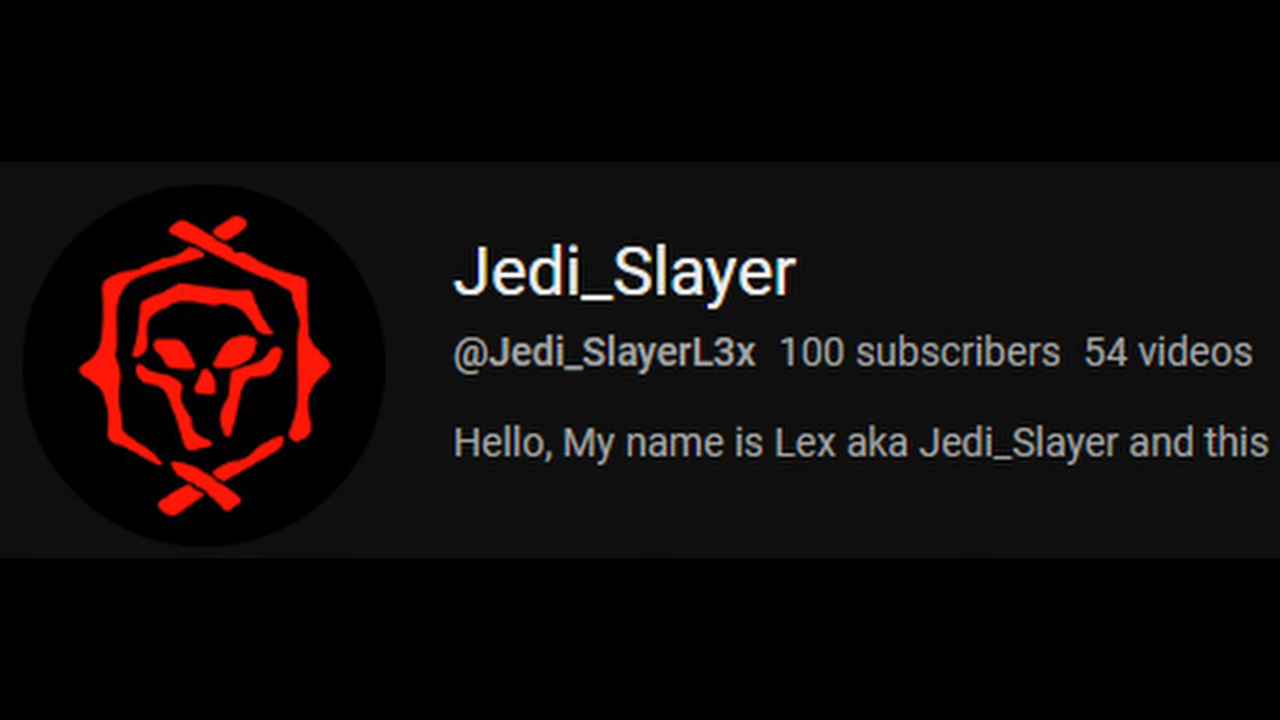 Jedi_Slayer
@Jedi_SlayerL3x 100 subscribers 54 videos
Hello, My name is Lex aka Jedi_Slayer and this